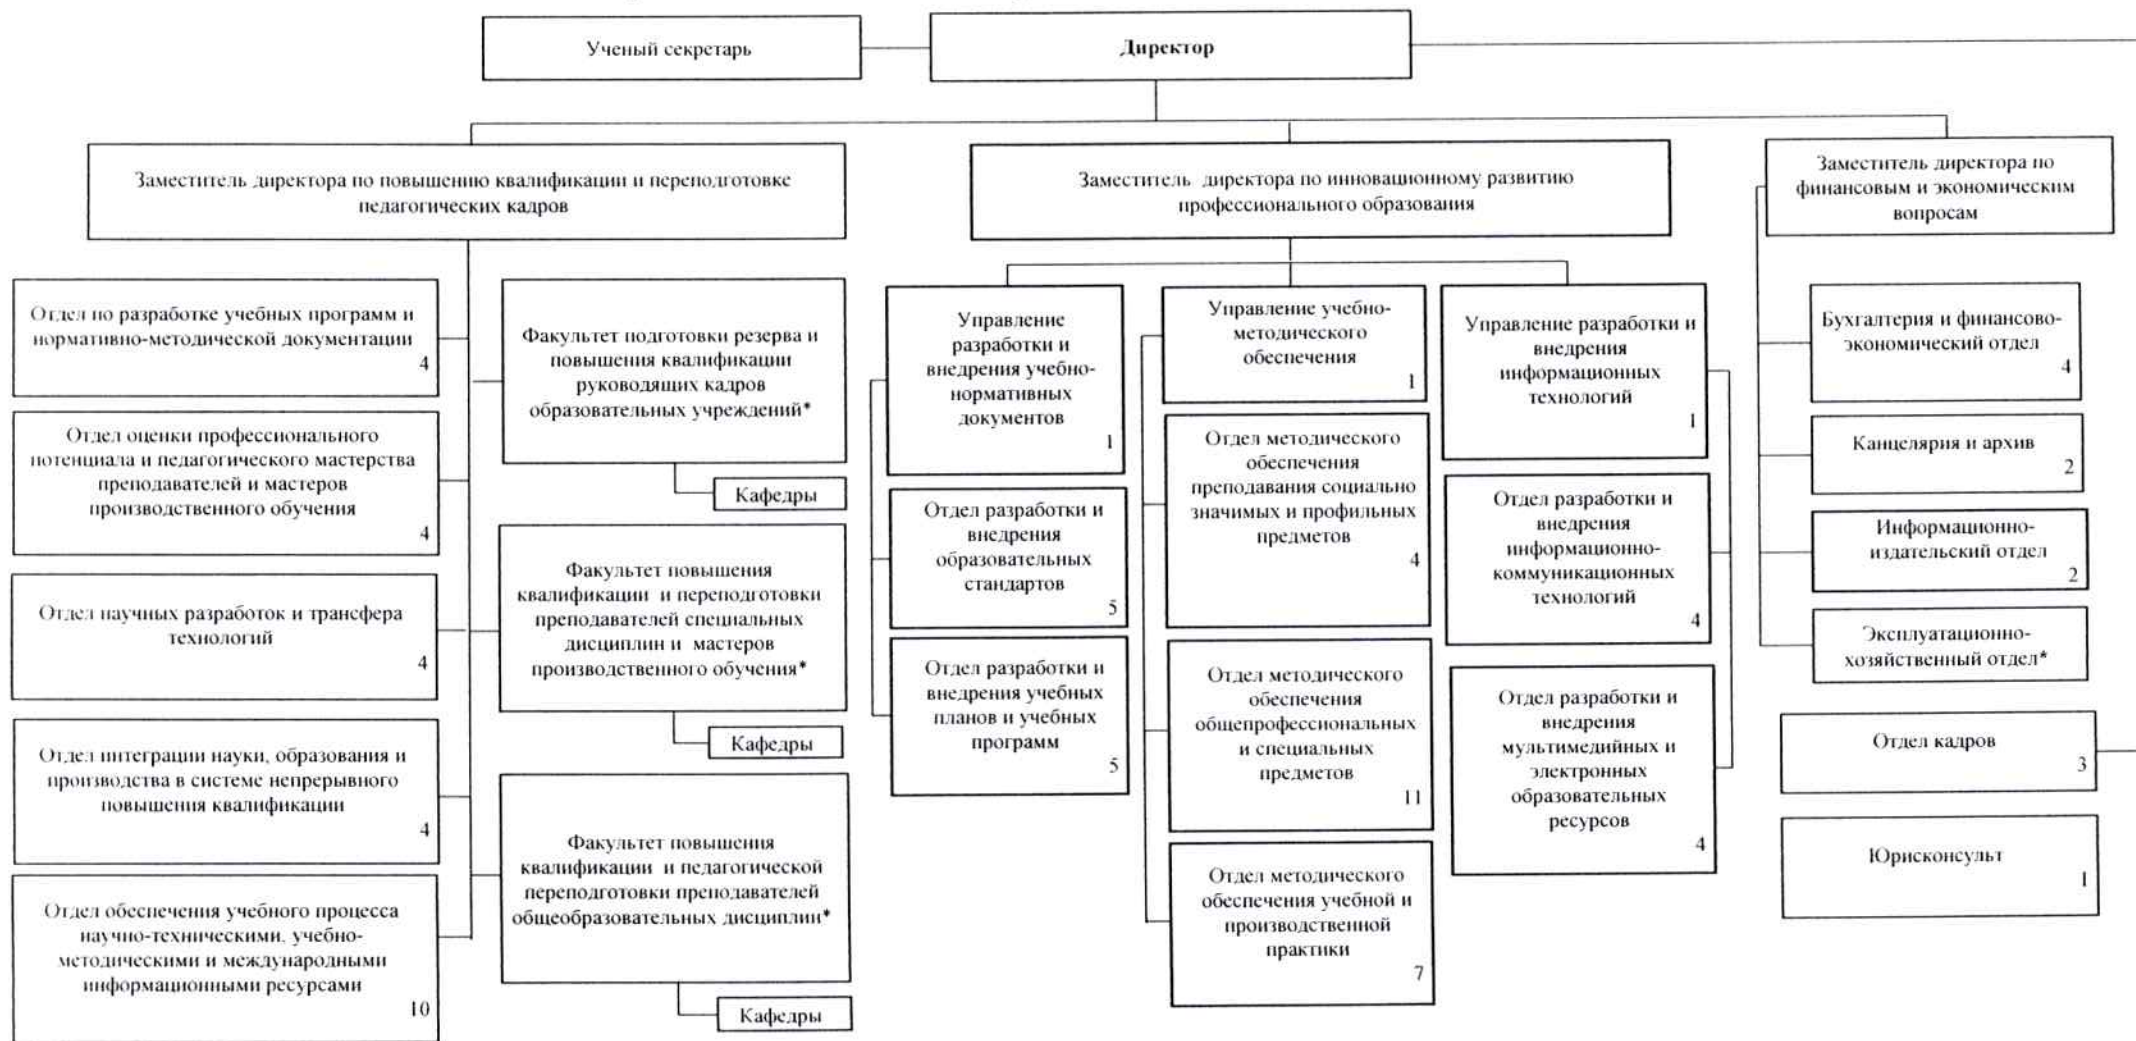 Ученый секретарь
Директор
Заместитель директора по повышению квалификации и переподготовке
педагогических кадров
Заместитель директора по инновационному развитию
профессионального образования
Заместитель директора по
финансовым и экономическим
вопросам
Отдел по разработке учебных программ и
нормативно-методической документации
4
Отдел оценки профессионального
потенциала и педагогического мастерства
преподавателей и мастеров
производственного обучения
4
Отдел научных разработок и трансфера
технологий
4
Отдел интеграции науки, образования и
производства в системе непрерывного
повышения квалификации
4
Отдел обеспечения учебного процесса
научно-техническими, учебно-
методическими и международными
информационными ресурсами
10
Факультет подготовки резерва и
повышения квалификации
руководящих кадров
образовательных учреждений*
Кафедры
Факультет повышения
квалификации и переподготовки
преподавателей специальных
дисциплин и мастеров
производственного обучения*
Кафедры
Факультет повышения
квалификации и педагогической
переподготовки преподавателей
общеобразовательных дисциплин*
Кафедры
Управление
разработки и
внедрения учебно-
нормативных
документов
1
Отдел разработки и
внедрения
образовательных
стандартов
5
Отдел разработки и
внедрения учебных
планов и учебных
программ
5
Управление учебно-
методического
обеспечения
1
Отдел методического
обеспечения
преподавания социально
значимых и профильных
предметов
4
Отдел методического
обеспечения
общепрофессиональных
и специальных
предметов
11
Отдел методического
обеспечения учебной и
производственной
практики
7
Управление разработки и
внедрения
информационных
технологий
1
Отдел разработки и
внедрения
информационно-
коммуникационных
технологий
4
Отдел разработки и
внедрения
мультимедийных и
электронных
образовательных
ресурсов
4
Бухгалтерия и финансово-
экономический отдел
4
Канцелярия и архив
2
Информационно-
издательский отдел
2
Эксплуатационно-
хозяйственный отдел*
Отдел кадров
3
Юрисконсульт
1